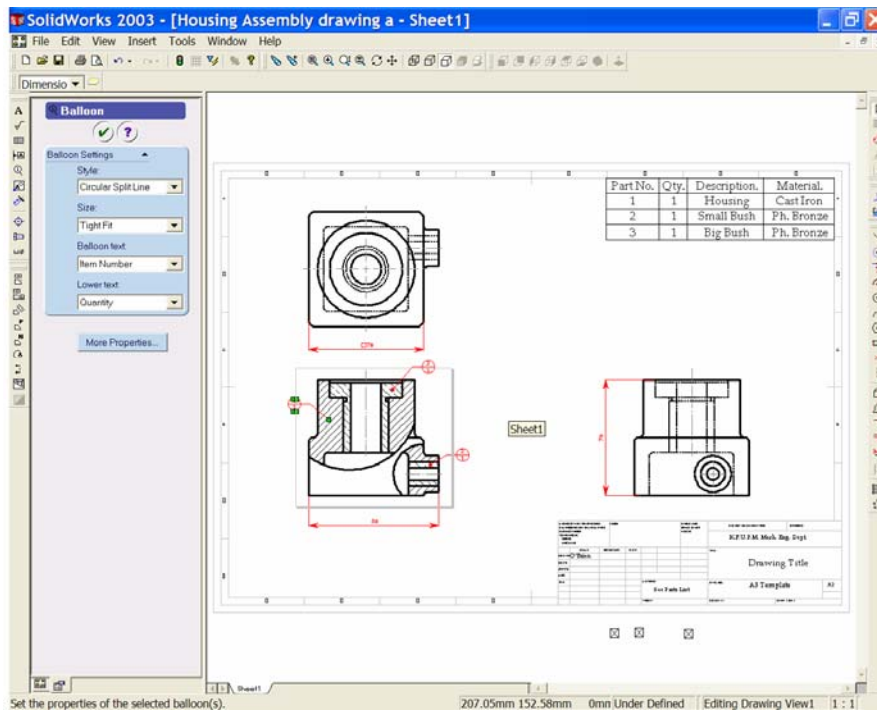 SolidWorks 2003 - [Housing Assembly drawing a - Sheet1]
File Edit View Insert Tools Window Help
Dimensio
Balloon
Balloon Settings
Style:
Circular Split Line
Size:
Tight Fit
Balloon text:
Item Number
Lower text:
Quantity
More Properties...
Part No. Qty. Description. Material.
1 1 Housing Cast Iron
2 1 Small Bush Ph. Bronze
3 1 Big Bush Ph. Bronze
Sheet1
K.F.U.P.M. Mech. Eng. Dept
Drawing Title
See Parts List
A3 Template
A3
Sheet1
Set the properties of the selected balloon(s).
207.05mm 152.58mm 0mn Under Defined Editing Drawing View1 1 : 1